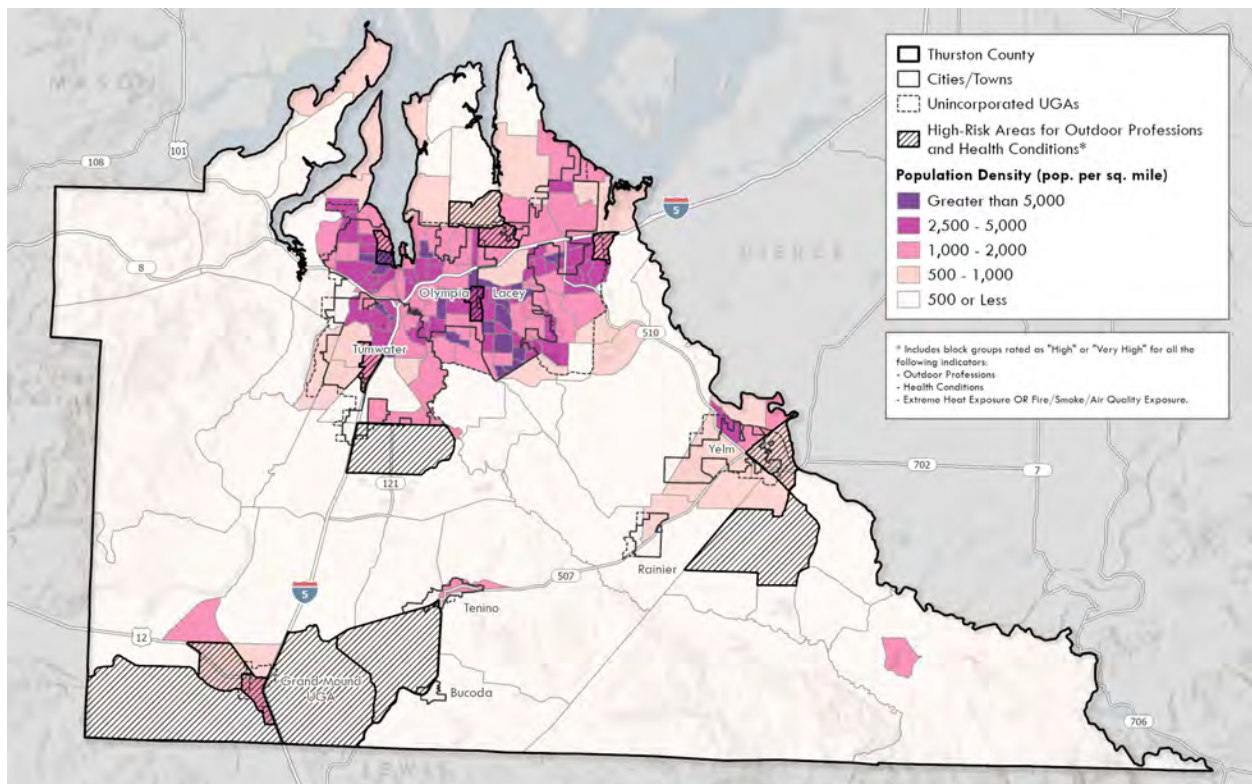 MASON
Thurston County
Cities/Towns
Unincorporated UGAs
High-Risk Areas for Outdoor Professions
and Health Conditions*
Population Density (pop. per sq. mile)
Greater than 5,000
2,500 - 5,000
1,000 - 2,000
500 - 1,000
500 or Less
* Includes block groups rated as "High" or "Very High" for all the
following indicators:
- Outdoor Professions
- Health Conditions
- Extreme Heat Exposure OR Fire/Smoke/Air Quality Exposure.
101
108
5
PIERCE
8
Olympia
Lacey
510
Tumwater
Yelm
702
7
121
507
Rainier
5
Tenino
12
Grand Mound
UGA
Bucoda
706
LEWIS